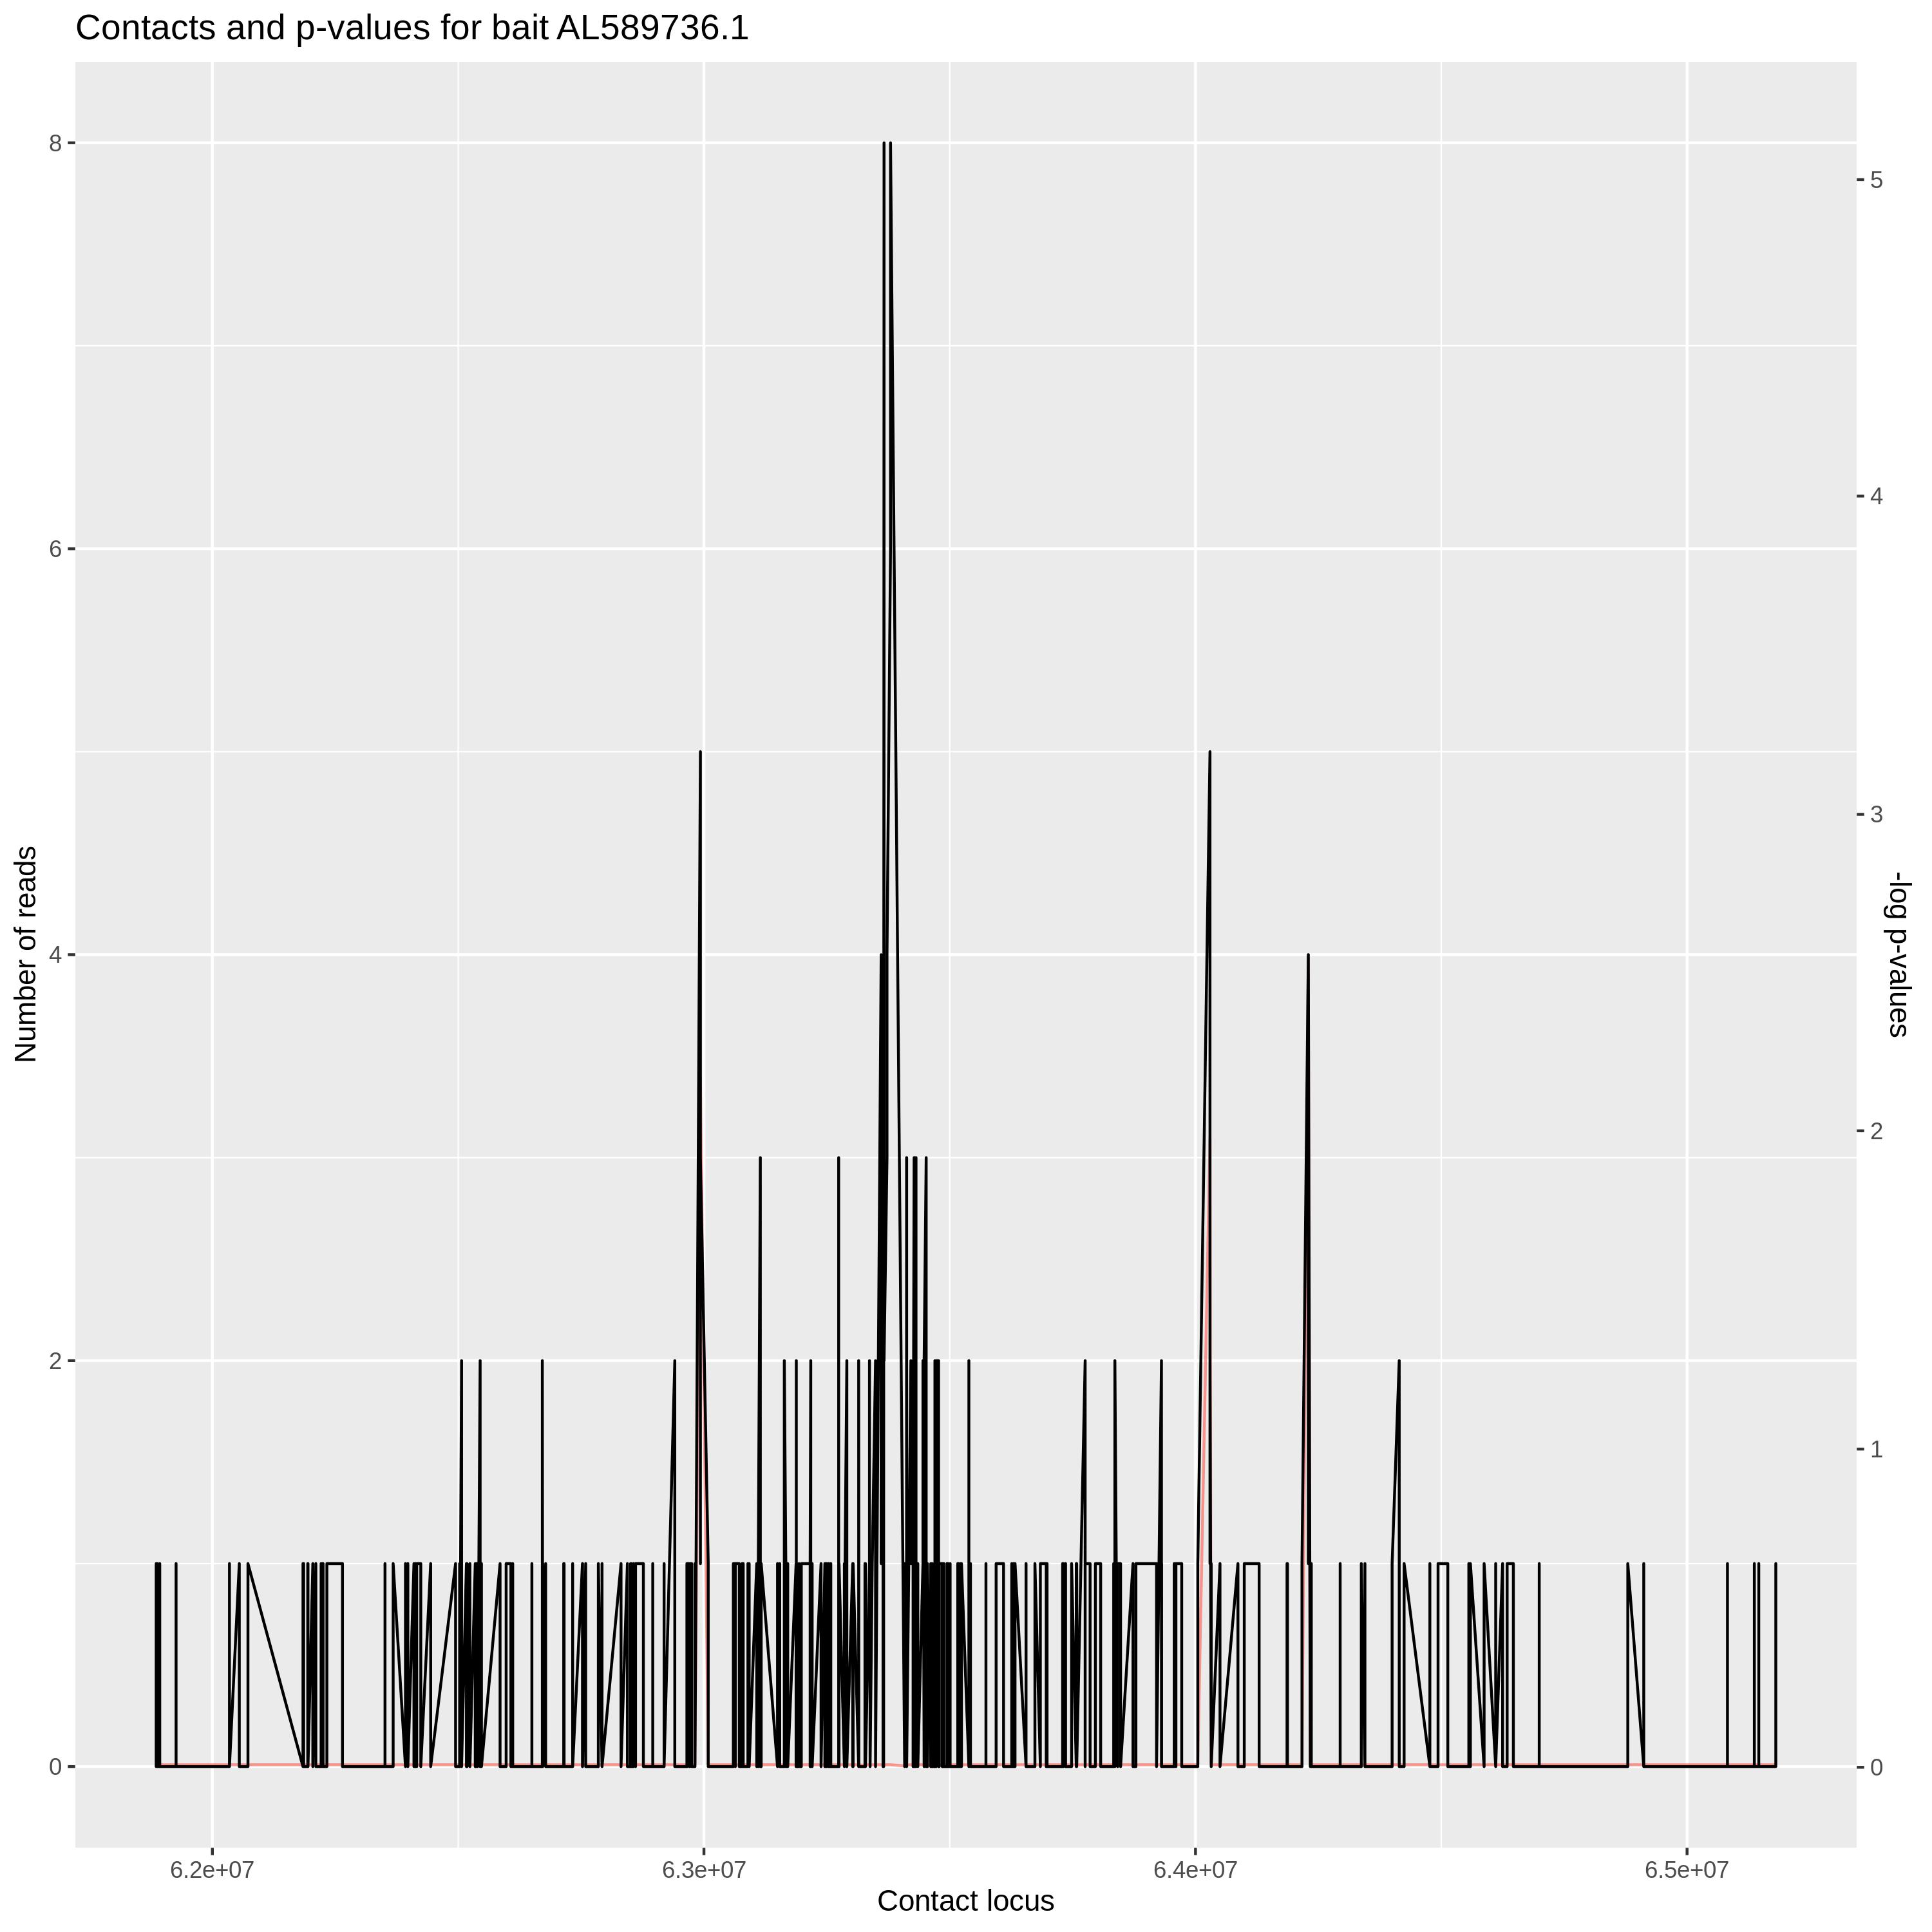 Contacts and p-values for bait AL589736.1
8
6
4
2
0
Number of reads
5
4
3
2
1
0
-log p-values
6.2e+07
6.3e+07
6.4e+07
6.5e+07
Contact locus